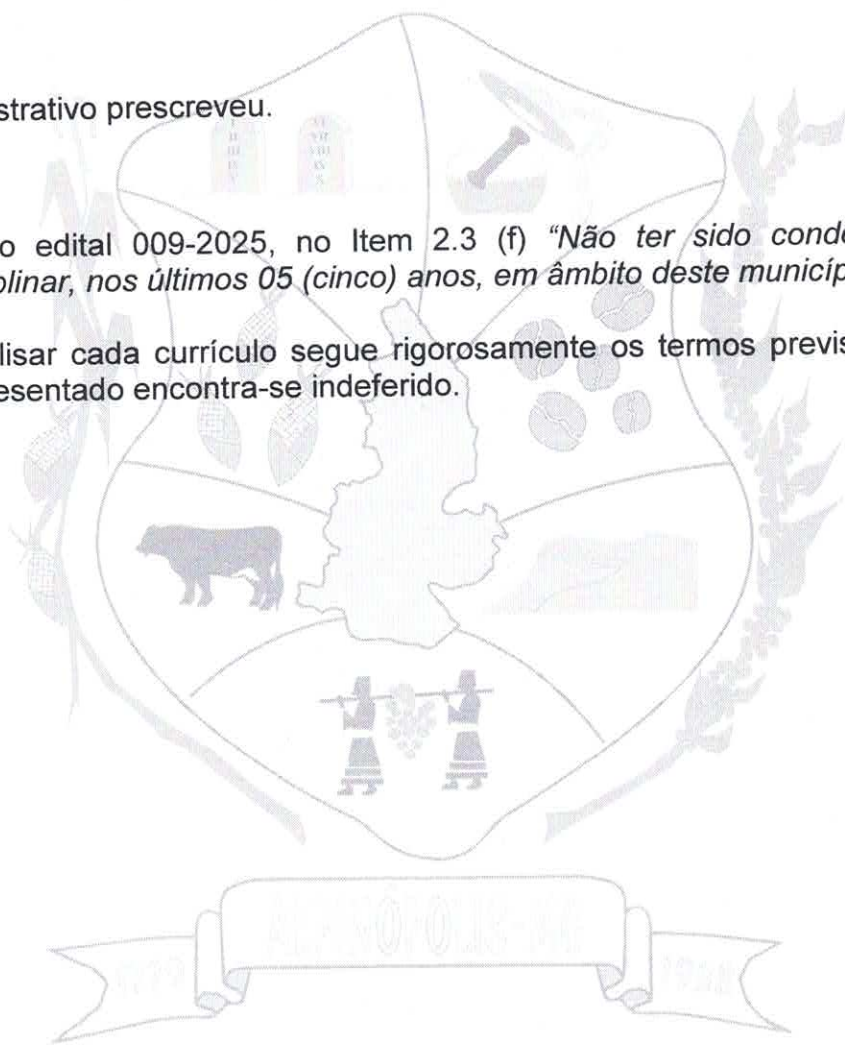 strativo prescreveu.
o edital 009-2025, no Item 2.3 (f) “Não ter sido conde
plinar, nos últimos 05 (cinco) anos, em âmbito deste municíp
lisar cada currículo segue rigorosamente os termos previs
esentado encontra-se indeferido.